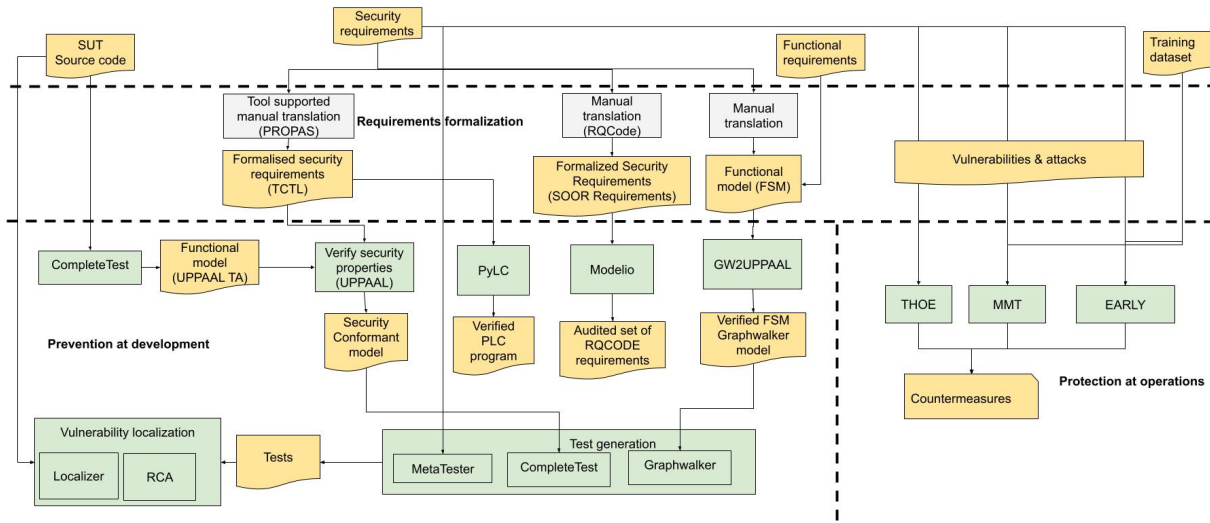 Security
requirements
SUT
Source code
Functional
requirements
Training
dataset
Tool supported
manual translation
(PROPAS)
Requirements formalization
Manual
translation
(RQCode)
Manual
translation
Formalised security
requirements
(TCTL)
Formalized Security
Requirements
(SOOR Requirements)
Functional
model (FSM)
Vulnerabilities & attacks
CompleteTest
Functional
model
(UPPAAL TA)
Verify security
properties
(UPPAAL)
PyLC
Modelio
GW2UPPAAL
THOE
MMT
EARLY
Prevention at development
Security
Conformant
model
Verified
PLC
program
Audited set of
RQCODE
requirements
Verified FSM
Graphwalker
model
Protection at operations
Countermeasures
Vulnerability localization
Localizer
RCA
Tests
Test generation
MetaTester
CompleteTest
Graphwalker